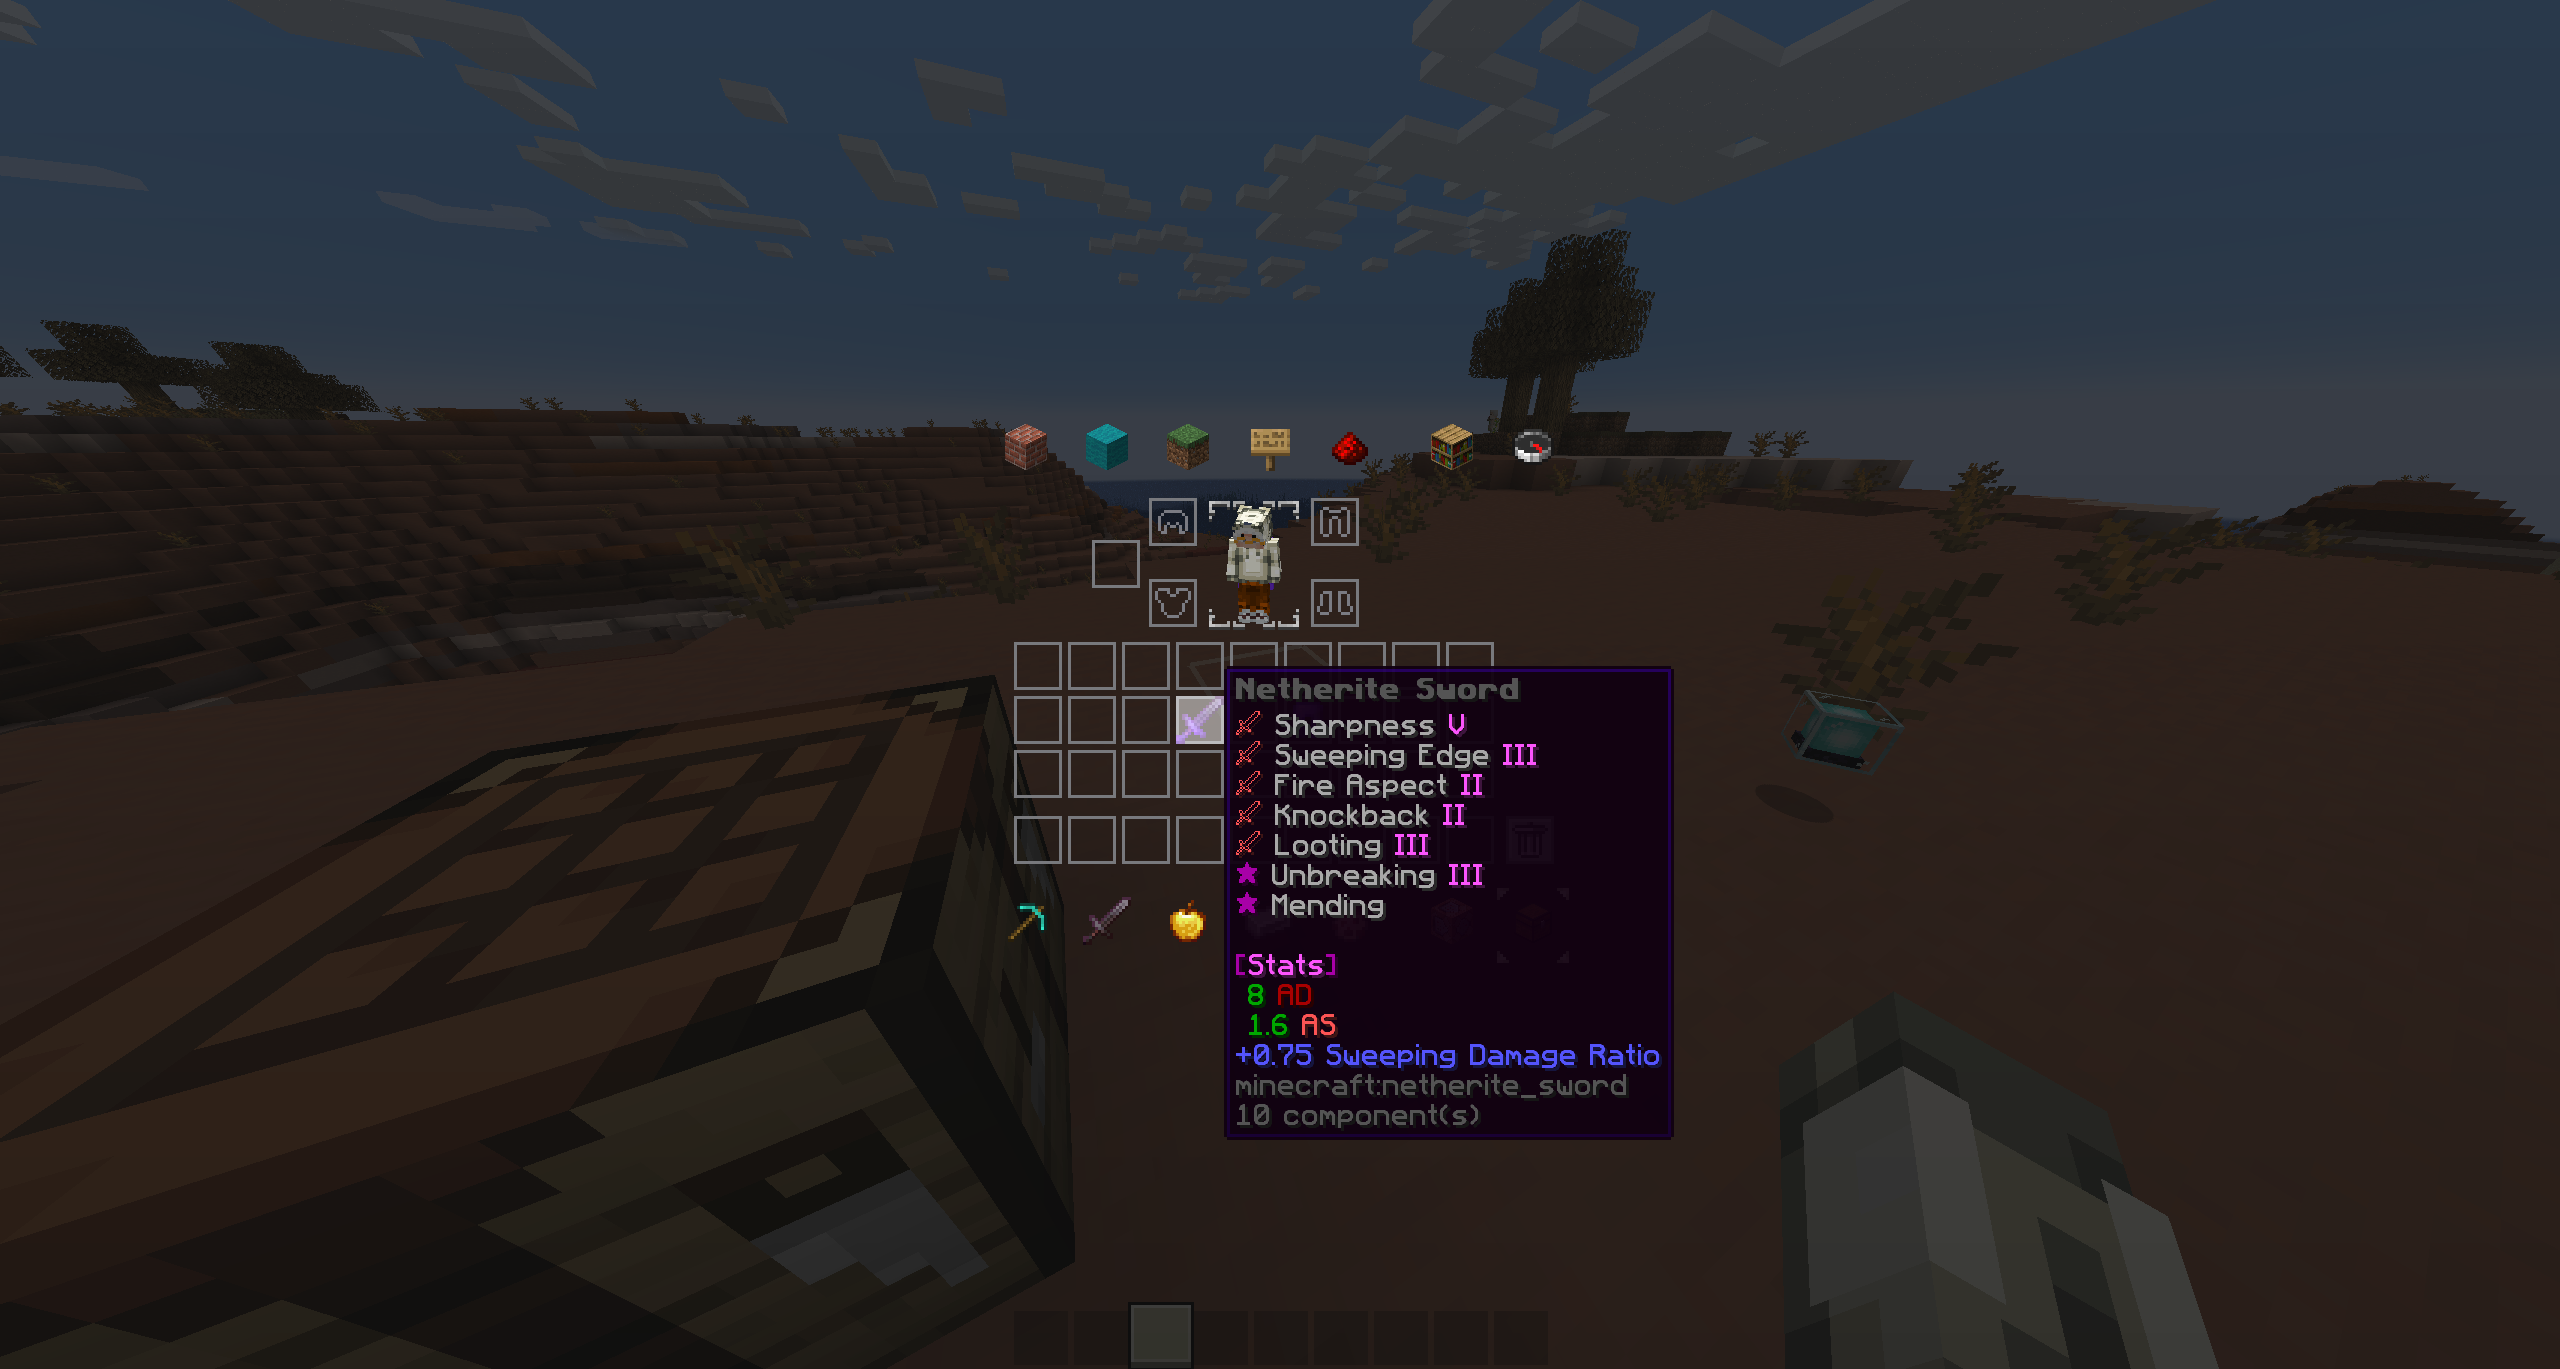 Netherite Sword
Sharpness V
Sweeping Edge III
Fire Aspect II
Knockback II
Looting III
Unbreaking III
Mending
[Stats]
8 AD
1.6 AS
+0.75 Sweeping Damage Ratio
minecraft:netherite_sword
10 component(s)